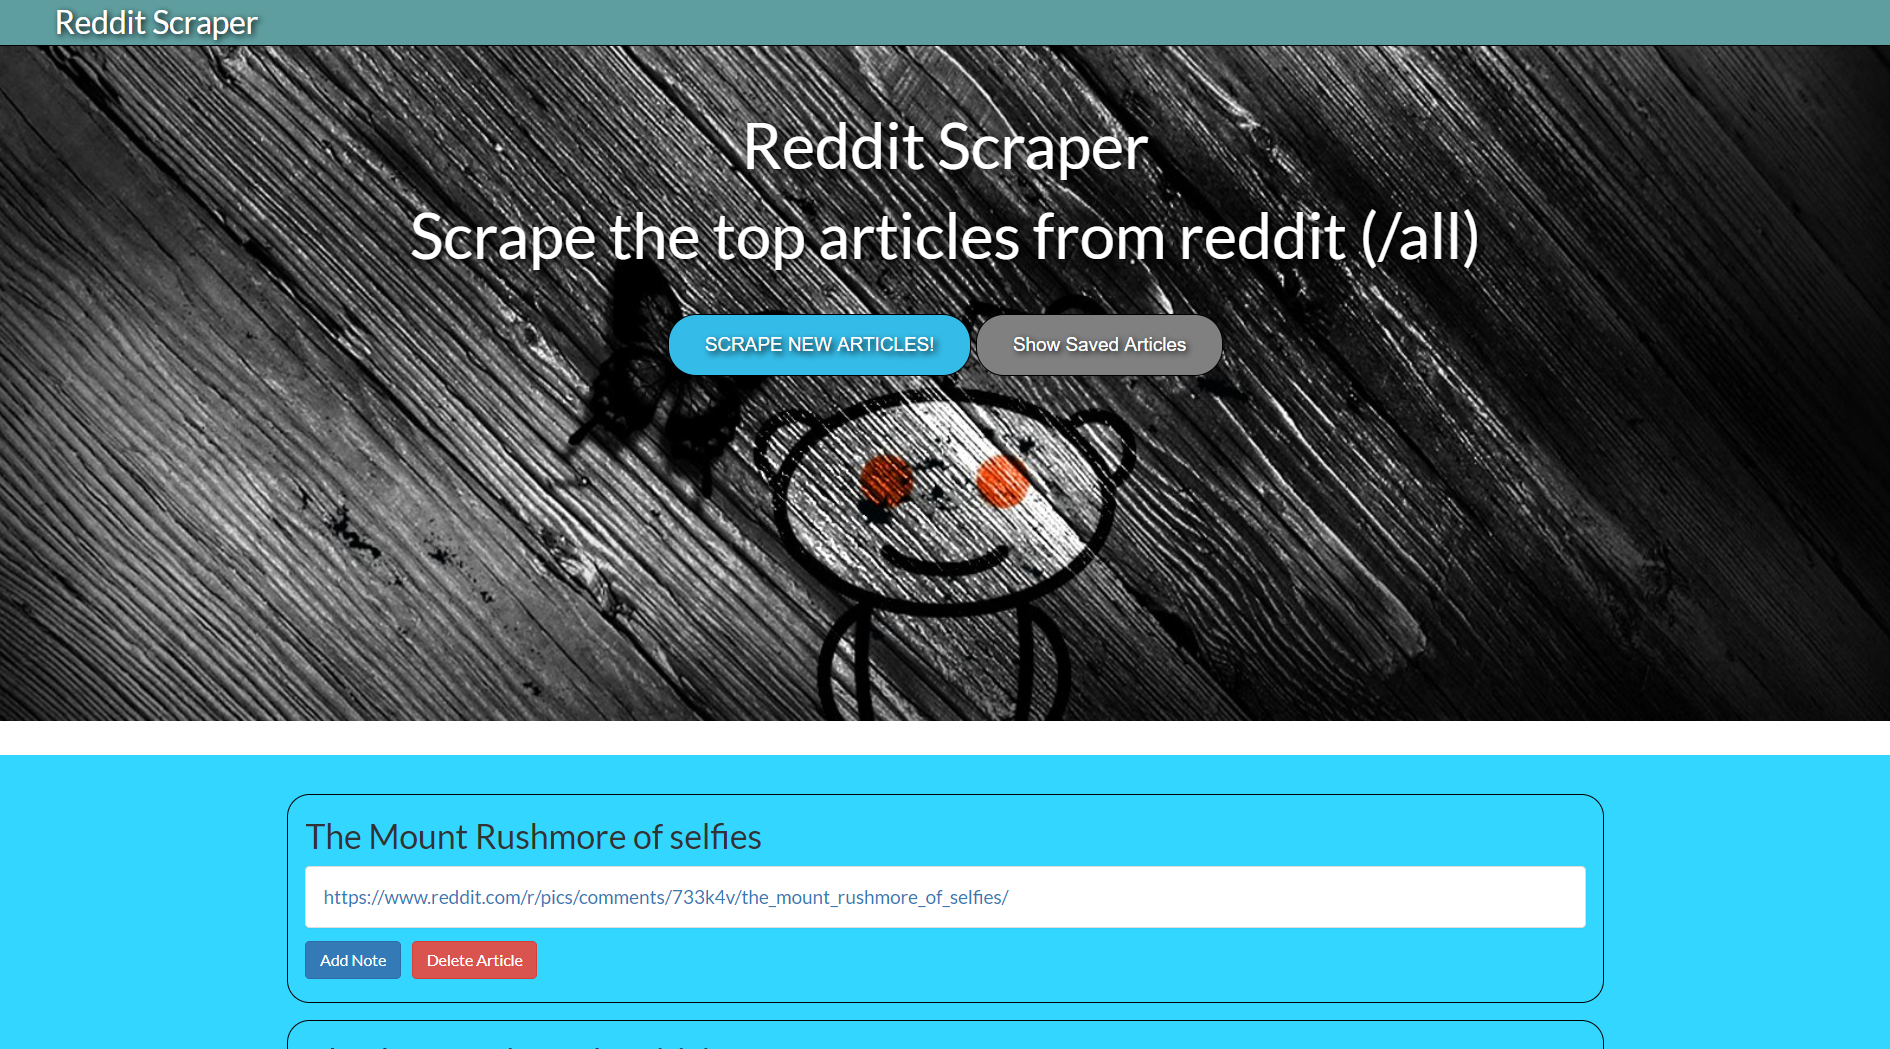 Reddit Scraper
Reddit Scraper
Scrape the top articles from reddit (/all)
SCRAPE NEW ARTICLES!
Show Saved Articles
The Mount Rushmore of selfies
https://www.reddit.com/r/pics/comments/733k4v/the_mount_rushmore_of_selfies/
Add Note
Delete Article